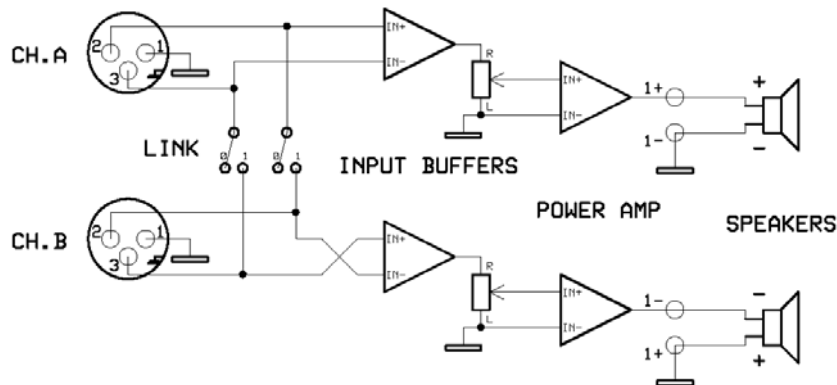 CH.A
2
1
3
IN+
IN-
R
L
IN+
IN-
1+
1-
+
-
LINK
0
1
0
1
INPUT BUFFERS
POWER AMP
SPEAKERS
CH.B
2
1
3
IN+
IN-
R
L
IN+
IN-
1-
1+
-
+